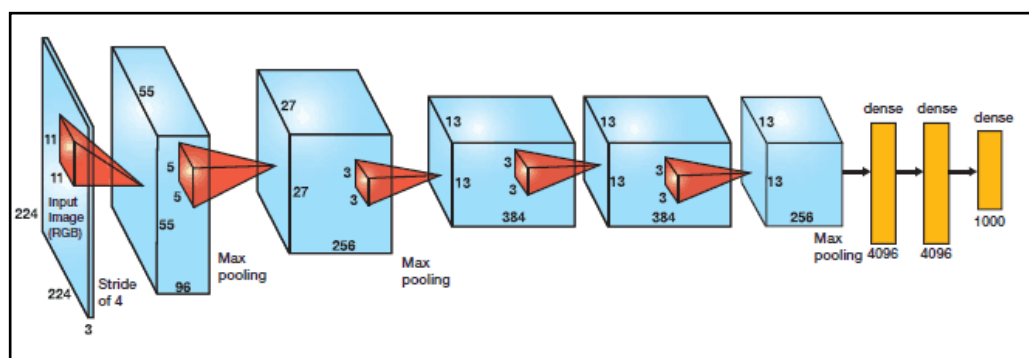 11
11
224
Input
Image
(RGB)
224
3
Stride
of 4
55
5
5
55
96
Max
pooling
27
27
3
3
256
Max
pooling
13
13
3
3
384
13
3
3
384
13
13
256
Max
pooling
dense
4096
dense
4096
dense
1000